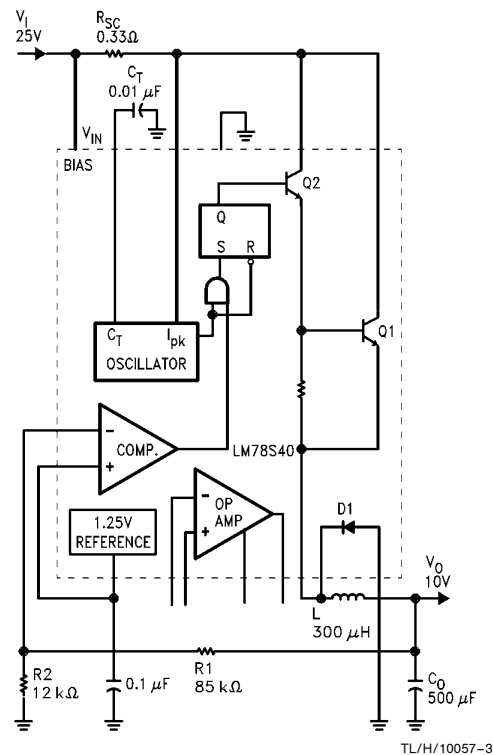 V_I
25V
R_SC
0.33Ω
C_T
0.01 μF
V_IN
BIAS
Q2
Q
S R
Q1
C_T I_pk
OSCILLATOR
COMP.
−
+
LM78S40
OP
AMP
−
+
1.25V
REFERENCE
D1
V_O
10V
L
300 μH
R2
12 kΩ
0.1 μF
R1
85 kΩ
C_O
500 μF
TL/H/10057–3